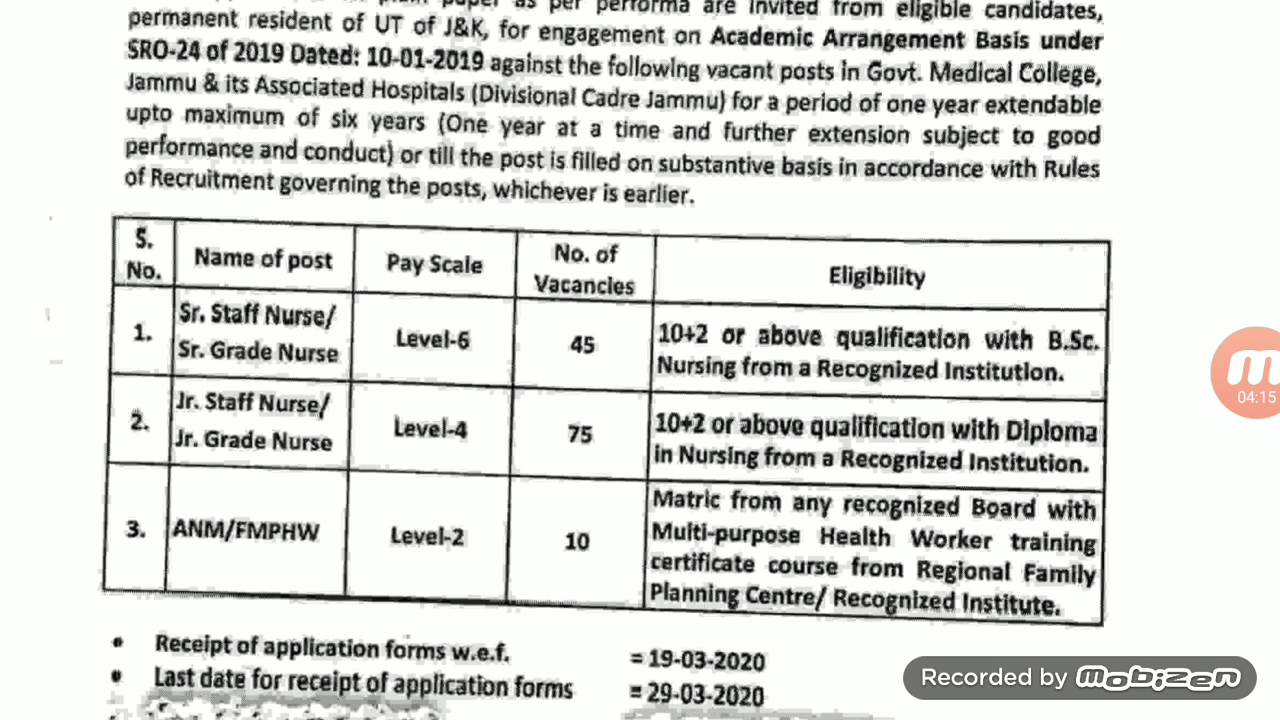 paper as per performa are invited from eligible candidates,
permanent resident of UT of J&K, for engagement on Academic Arrangement Basis under
SRO-24 of 2019 Dated: 10-01-2019 against the following vacant posts in Govt. Medical College,
Jammu & its Associated Hospitals (Divisional Cadre Jammu) for a period of one year extendable
upto maximum of six years (One year at a time and further extension subject to good
performance and conduct) or till the post is filled on substantive basis in accordance with Rules
of Recruitment governing the posts, whichever is earlier.
S. No. Name of post Pay Scale No. of Vacancies Eligibility
1. Sr. Staff Nurse/ Level-6 45 10+2 or above qualification with B.Sc.
Sr. Grade Nurse Nursing from a Recognized Institution.
2. Jr. Staff Nurse/ Level-4 75 10+2 or above qualification with Diploma
Jr. Grade Nurse in Nursing from a Recognized Institution.
3. ANM/FMPHW Level-2 10 Matric from any recognized Board with
Multi-purpose Health Worker training
certificate course from Regional Family
Planning Centre/ Recognized Institute.
• Receipt of application forms w.e.f. = 19-03-2020
• Last date for receipt of application forms = 29-03-2020
04:15
Recorded by mobizen